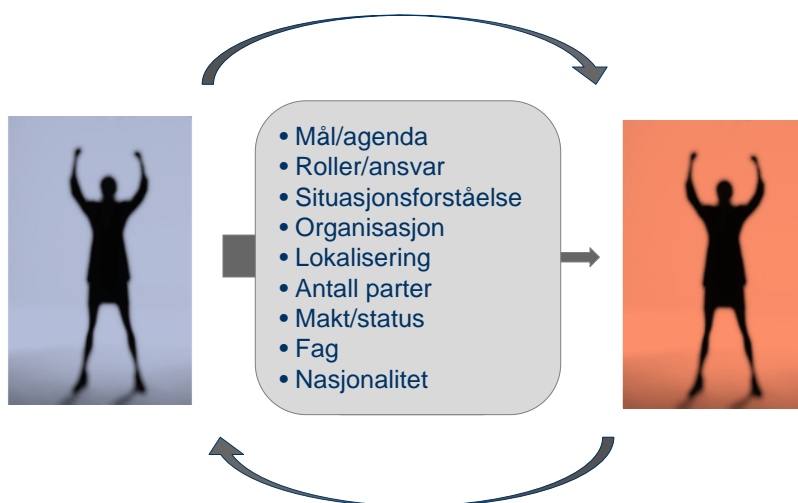 • Mål/agenda
• Roller/ansvar
• Situasjonsforståelse
• Organisasjon
• Lokalisering
• Antall parter
• Makt/status
• Fag
• Nasjonalitet